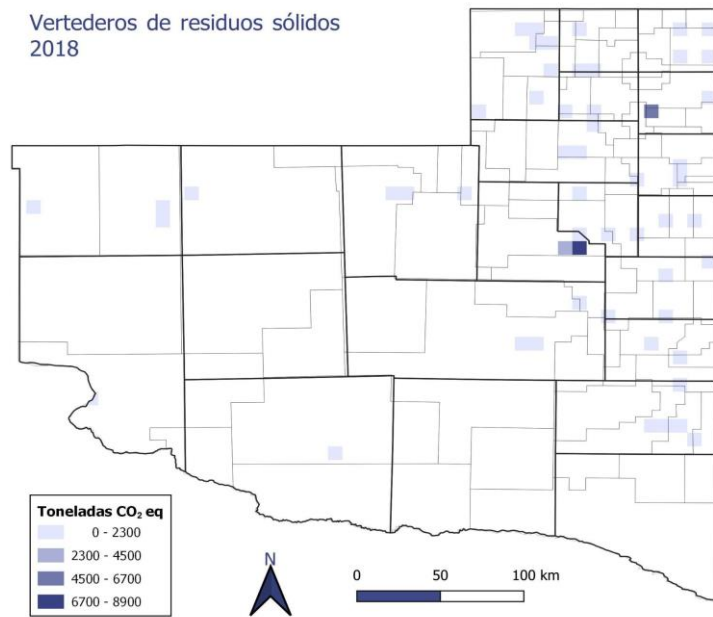 Vertederos de residuos sólidos
2018
Toneladas CO₂ eq
0 - 2300
2300 - 4500
4500 - 6700
6700 - 8900
N
0 50 100 km